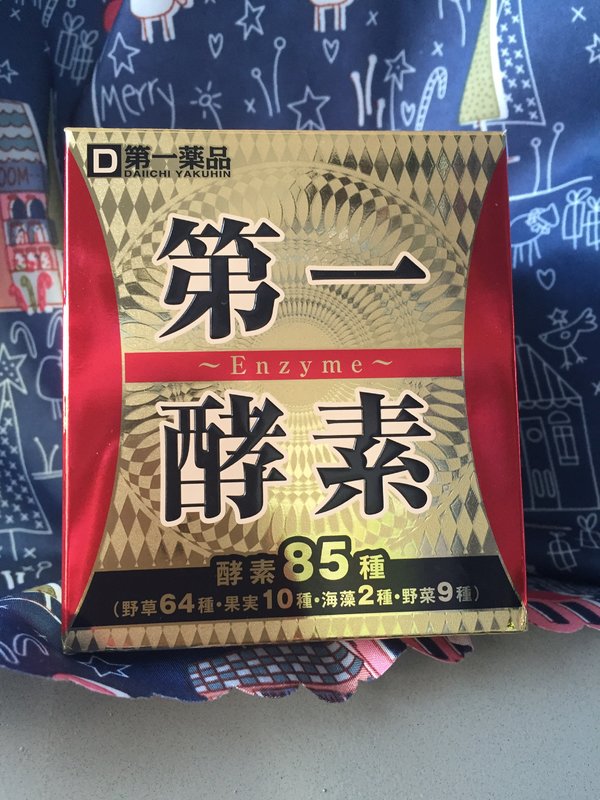 Merry
D 第一薬品
DAIICHI YAKUHIN
第一
~Enzyme~
酵素
酵素85種
(野草64種・果実10種・海藻2種・野菜9種)